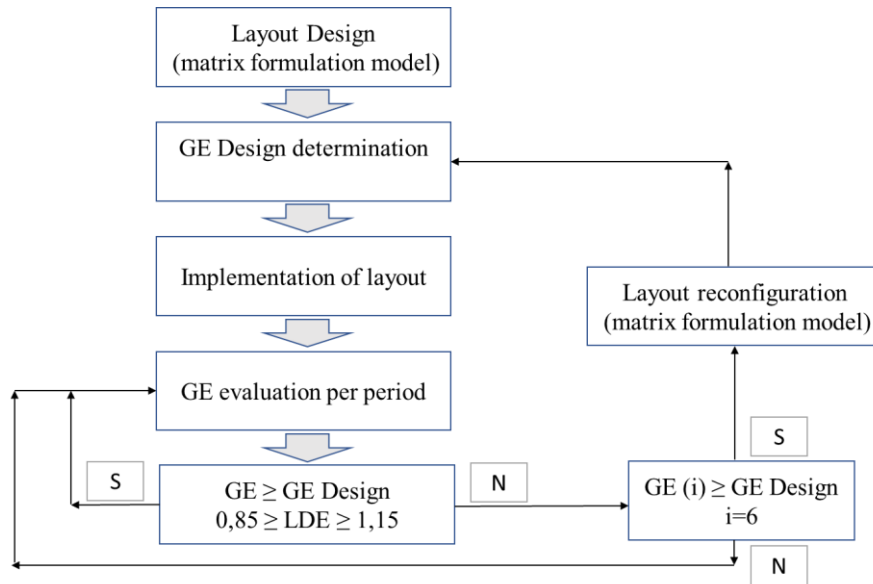 Layout Design
(matrix formulation model)
GE Design determination
Implementation of layout
Layout reconfiguration
(matrix formulation model)
GE evaluation per period
S
S
GE ≥ GE Design
0,85 ≥ LDE ≥ 1,15
N
GE (i) ≥ GE Design
i=6
N